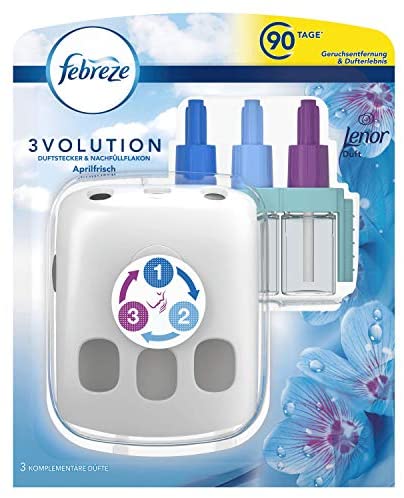 febreze
90 TAGE*
Geruchsentfernung
& Dufterlebnis
3VOLUTION
DUFTSTECKER & NACHFÜLLFLAKON
Aprilfrisch
Lenor
Duft
1
2
3
3 KOMPLEMENTÄRE DÜFTE